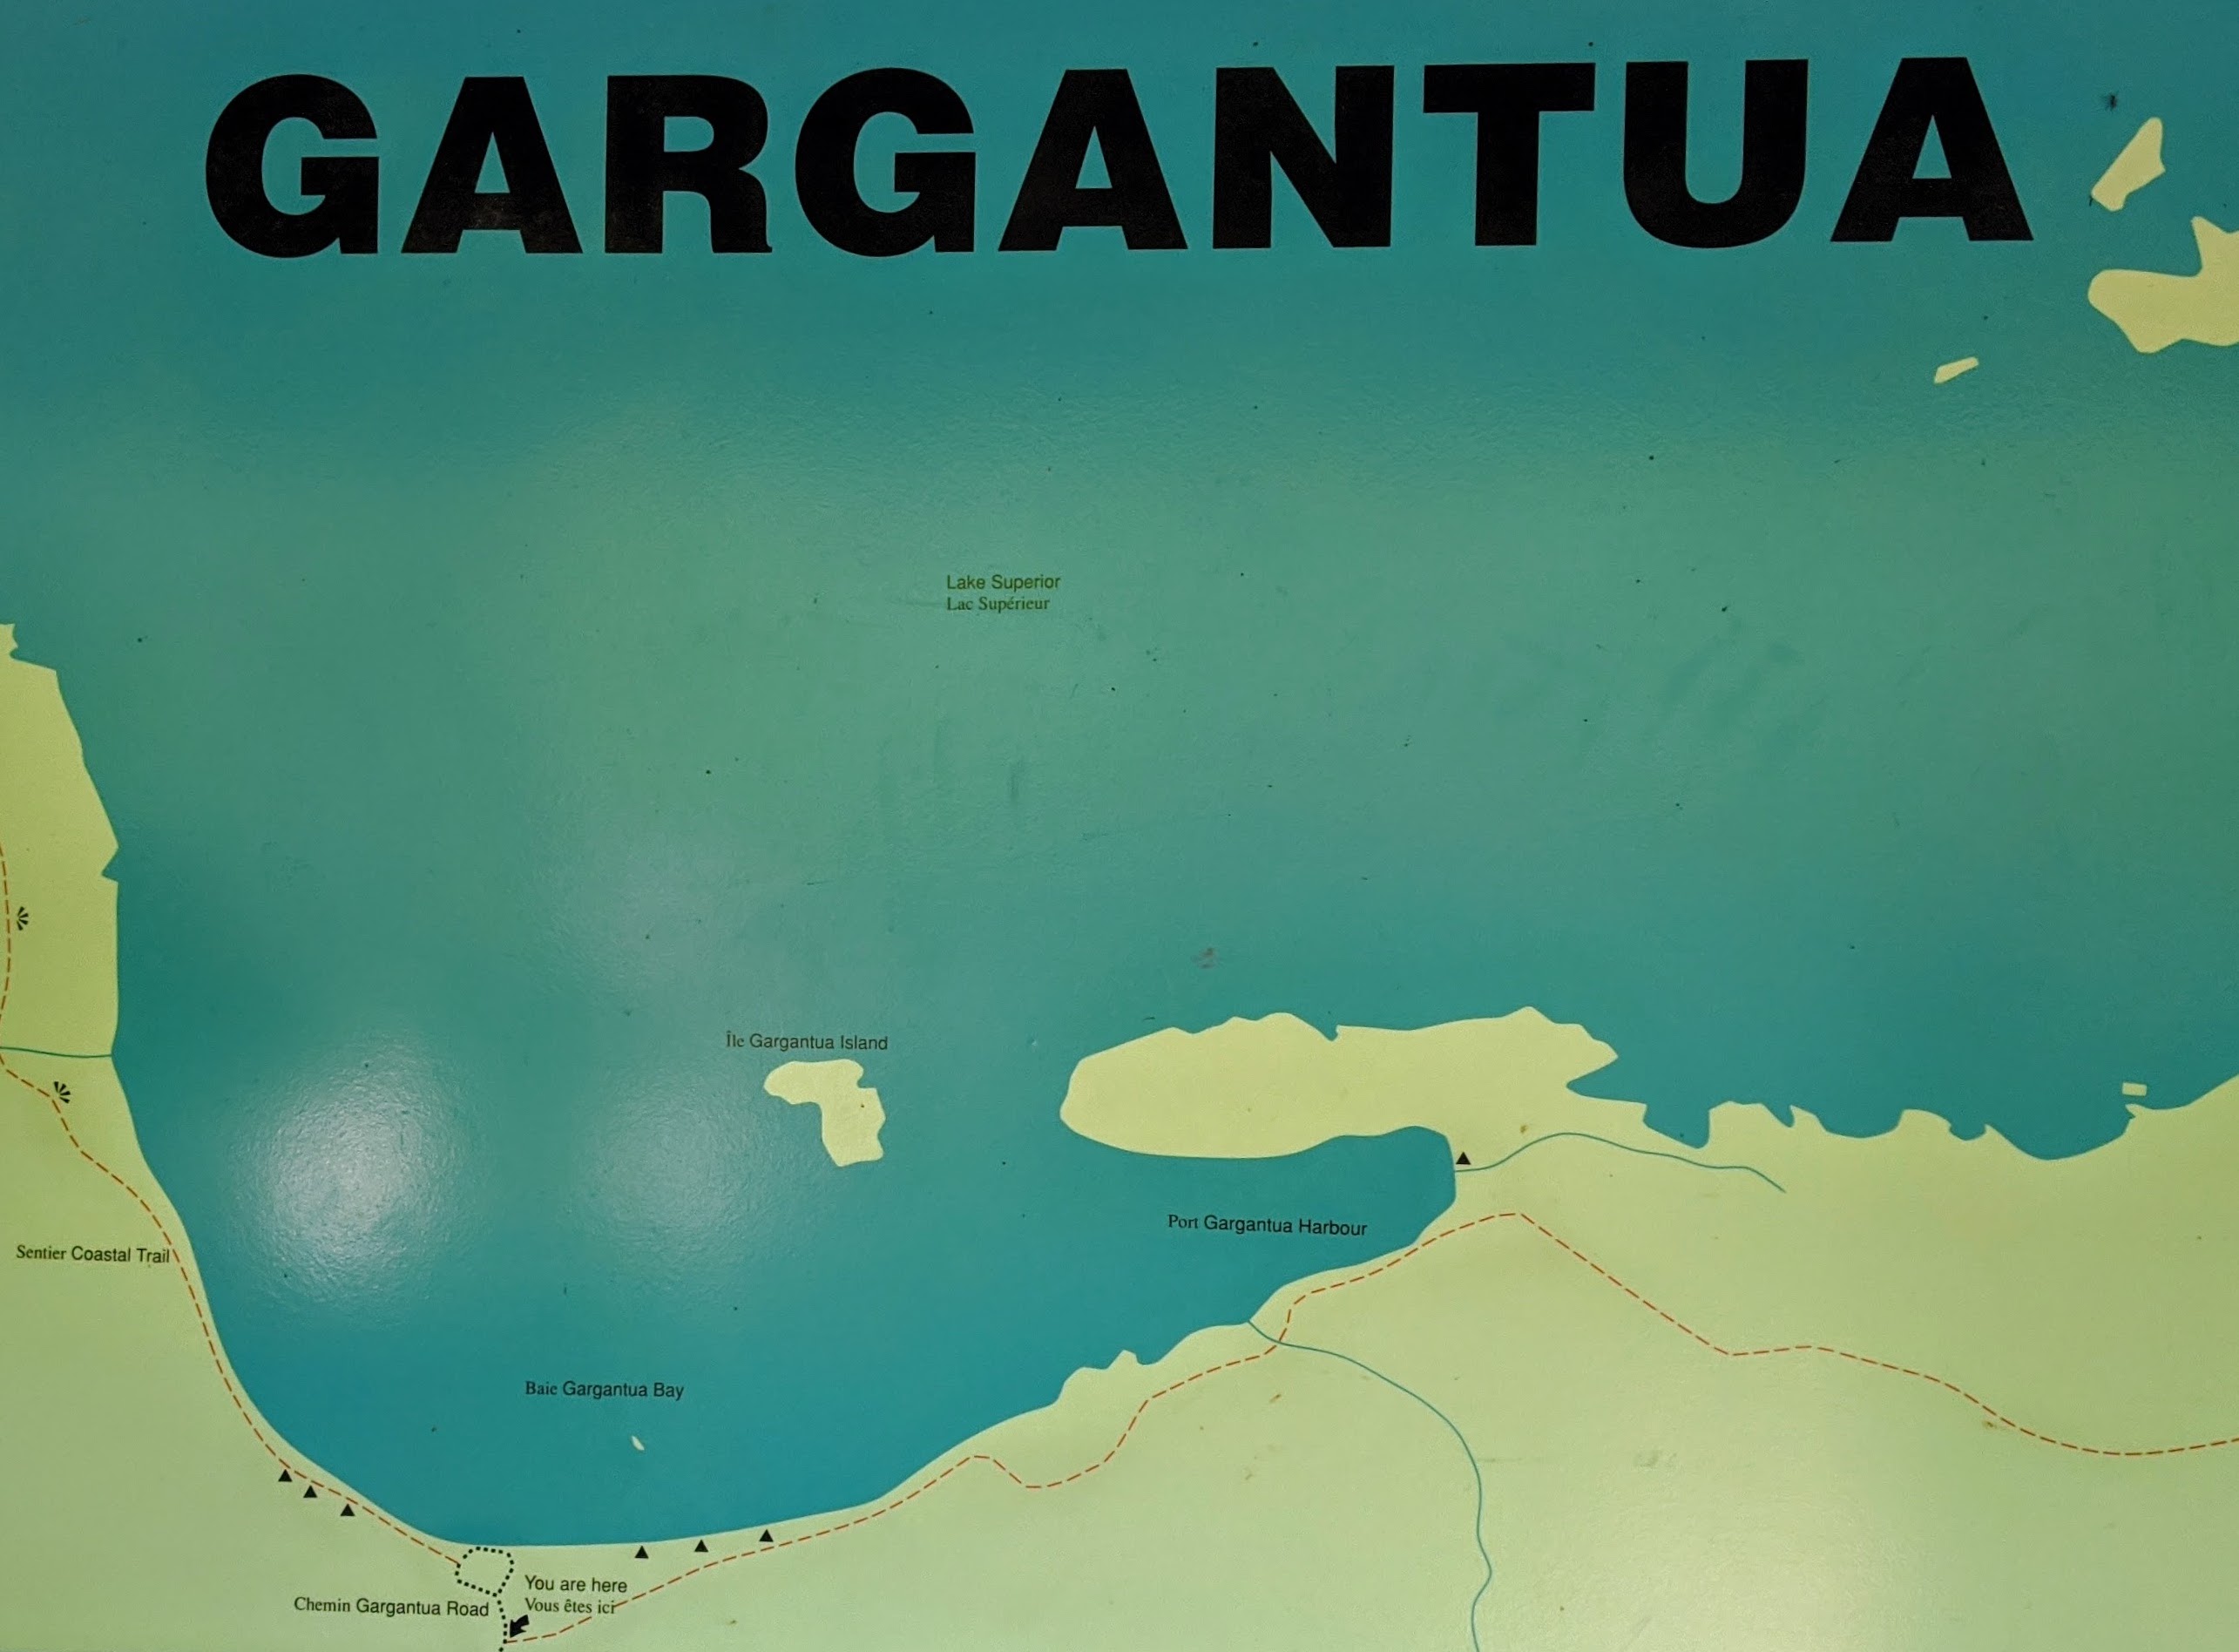 GARGANTUA
Lake Superior
Lac Supérieur
Île Gargantua Island
Port Gargantua Harbour
Sentier Coastal Trail
Baie Gargantua Bay
You are here
Vous êtes ici
Chemin Gargantua Road